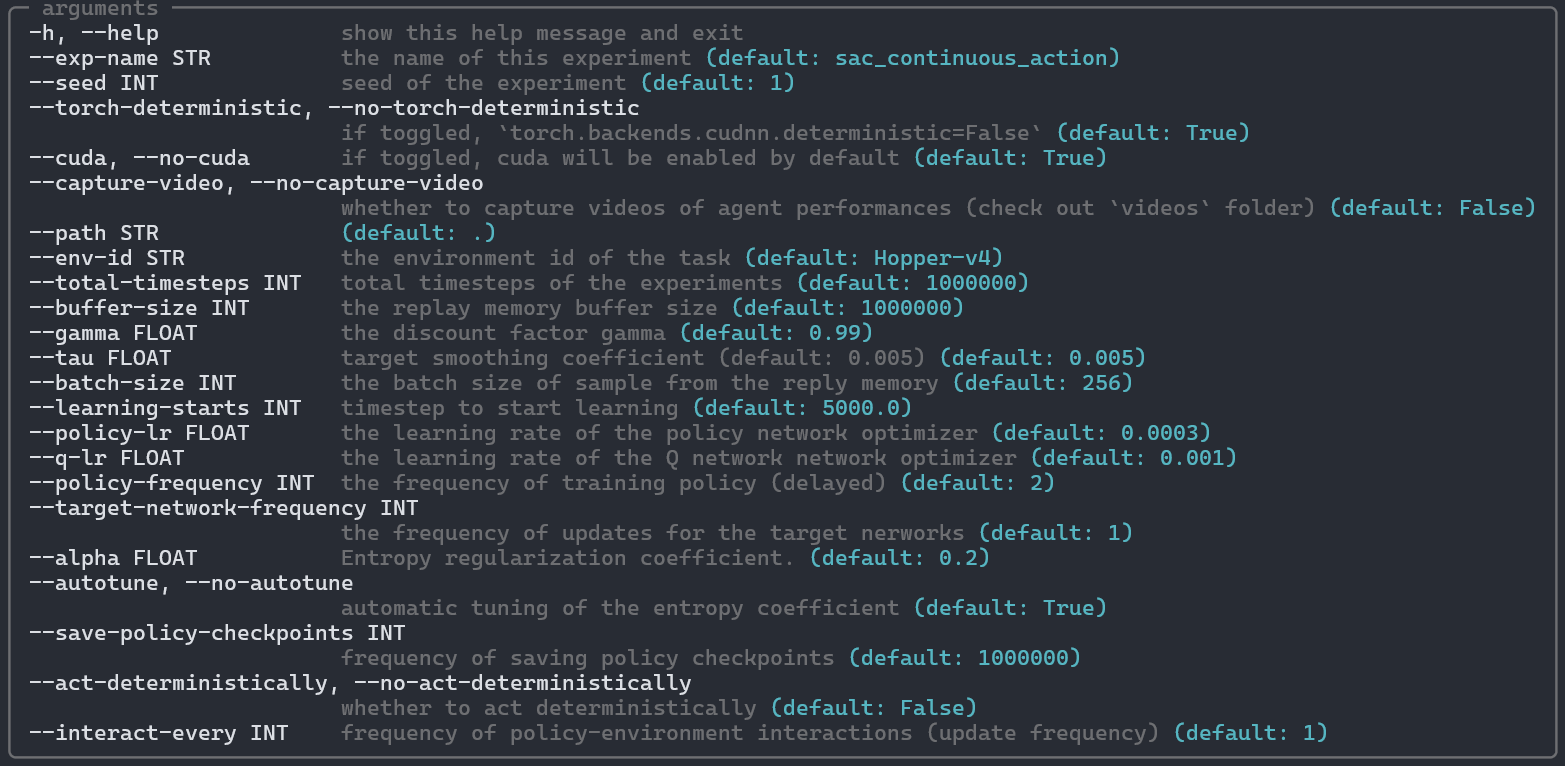 arguments
-h, --help show this help message and exit
--exp-name STR the name of this experiment (default: sac_continuous_action)
--seed INT seed of the experiment (default: 1)
--torch-deterministic, --no-torch-deterministic
if toggled, `torch.backends.cudnn.deterministic=False` (default: True)
--cuda, --no-cuda if toggled, cuda will be enabled by default (default: True)
--capture-video, --no-capture-video
whether to capture videos of agent performances (check out `videos` folder) (default: False)
--path STR (default: .)
--env-id STR the environment id of the task (default: Hopper-v4)
--total-timesteps INT total timesteps of the experiments (default: 1000000)
--buffer-size INT the replay memory buffer size (default: 1000000)
--gamma FLOAT the discount factor gamma (default: 0.99)
--tau FLOAT target smoothing coefficient (default: 0.005) (default: 0.005)
--batch-size INT the batch size of sample from the reply memory (default: 256)
--learning-starts INT timestep to start learning (default: 5000.0)
--policy-lr FLOAT the learning rate of the policy network optimizer (default: 0.0003)
--q-lr FLOAT the learning rate of the Q network network optimizer (default: 0.001)
--policy-frequency INT the frequency of training policy (delayed) (default: 2)
--target-network-frequency INT
the frequency of updates for the target nerworks (default: 1)
--alpha FLOAT Entropy regularization coefficient. (default: 0.2)
--autotune, --no-autotune
automatic tuning of the entropy coefficient (default: True)
--save-policy-checkpoints INT
frequency of saving policy checkpoints (default: 1000000)
--act-deterministically, --no-act-deterministically
whether to act deterministically (default: False)
--interact-every INT frequency of policy-environment interactions (update frequency) (default: 1)